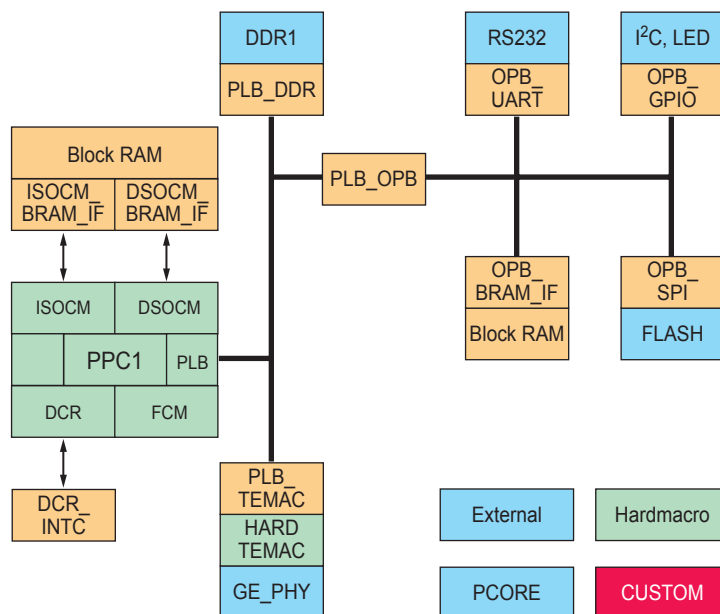 DDR1
PLB_DDR
RS232
OPB_
UART
I²C, LED
OPB_
GPIO
Block RAM
ISOCM_
BRAM_IF
DSOCM_
BRAM_IF
PLB_OPB
ISOCM
DSOCM
PPC1
PLB
DCR
FCM
DCR_
INTC
OPB_
BRAM_IF
Block RAM
OPB_
SPI
FLASH
PLB_
TEMAC
HARD
TEMAC
GE_PHY
External
Hardmacro
PCORE
CUSTOM